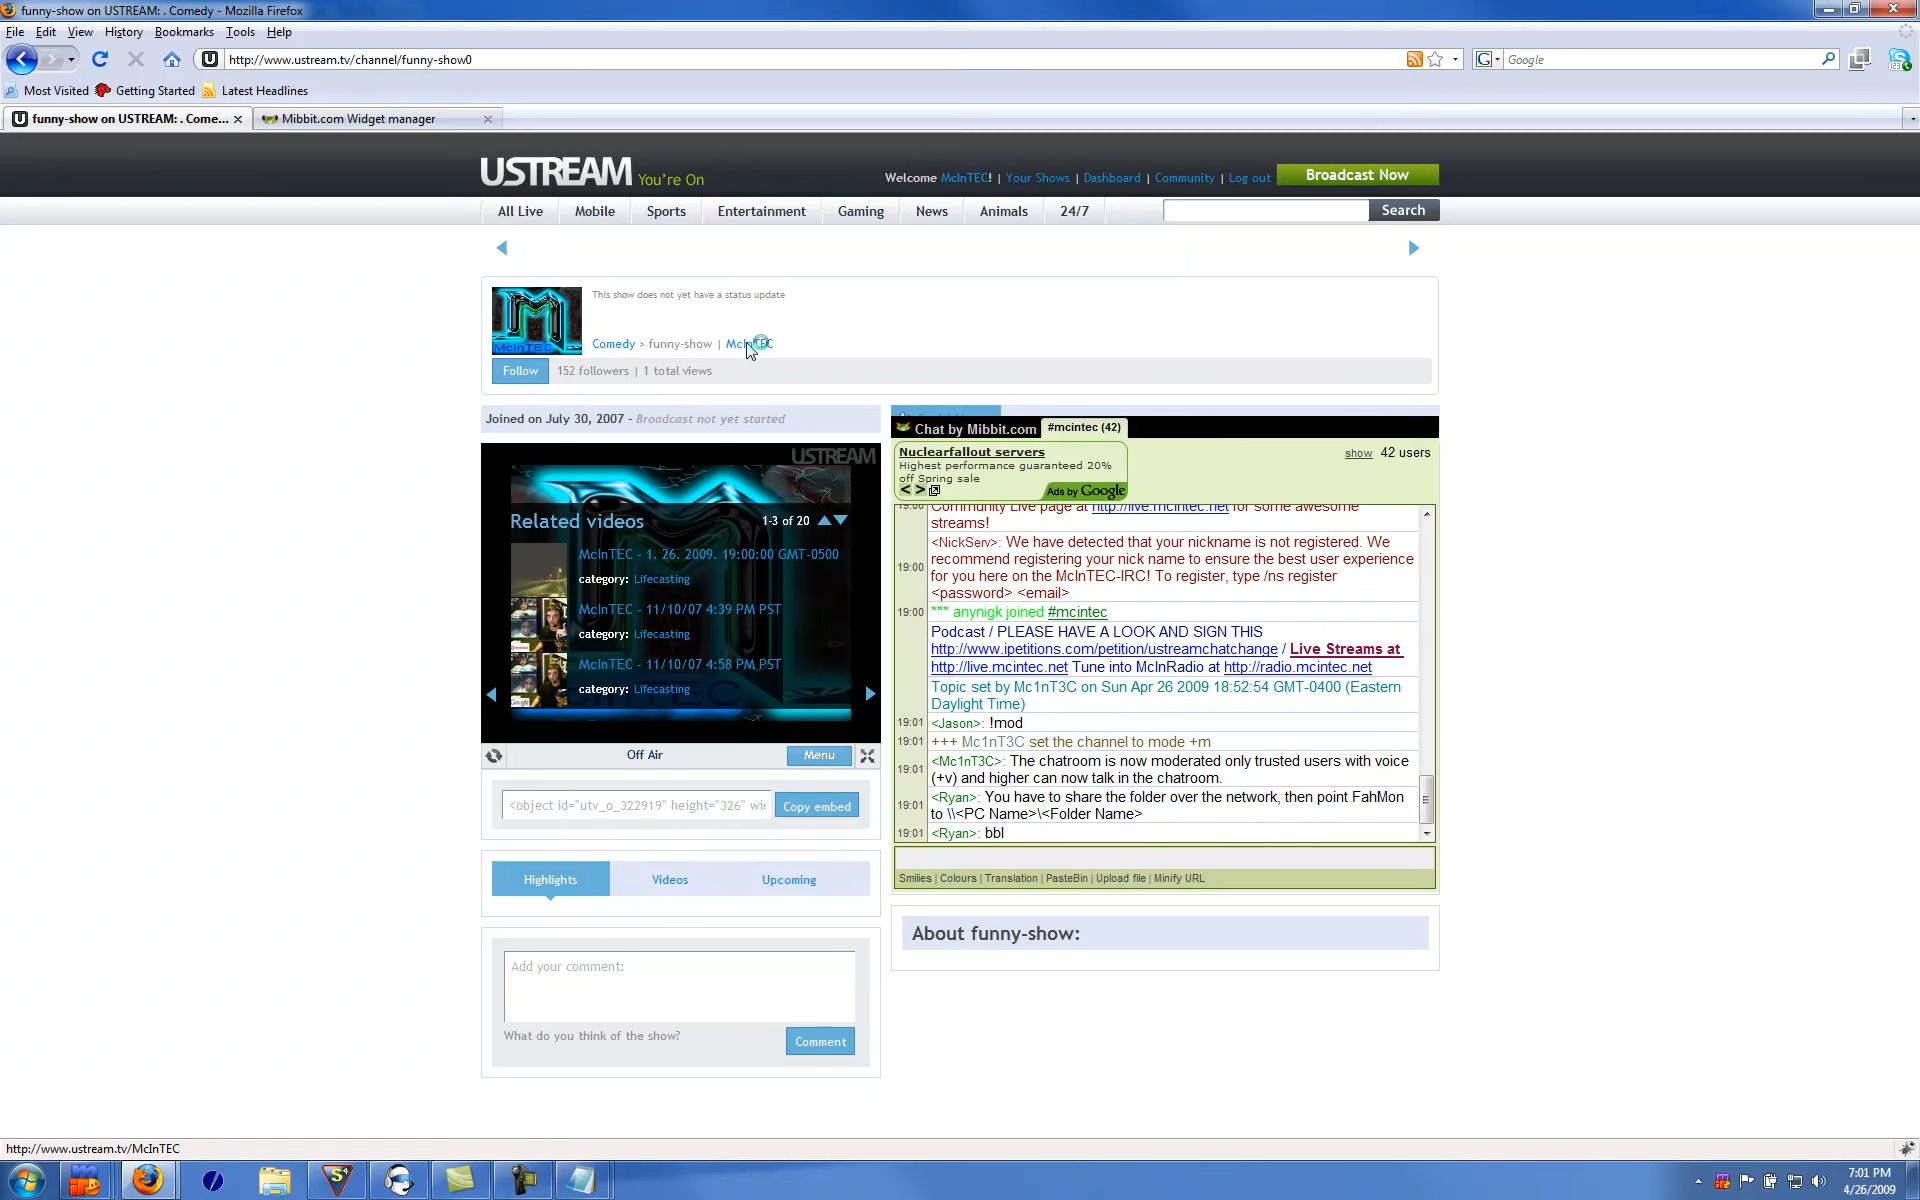 funny-show on USTREAM: . Comedy - Mozilla Firefox
File Edit View History Bookmarks Tools Help
http://www.ustream.tv/channel/funny-show0
Google
Most Visited Getting Started Latest Headlines
funny-show on USTREAM: . Come...
Mibbit.com Widget manager
USTREAM You're On
Welcome McInTEC! | Your Shows | Dashboard | Community | Log out
Broadcast Now
All Live Mobile Sports Entertainment Gaming News Animals 24/7
Search
This show does not yet have a status update
Comedy > funny-show | McInTEC
McInTEC
Follow 152 followers | 1 total views
Joined on July 30, 2007 - Broadcast not yet started
USTREAM
Related videos 1-3 of 20
McInTEC - 1. 26. 2009. 19:00:00 GMT-0500
category: Lifecasting
McInTEC - 11/10/07 4:39 PM PST
category: Lifecasting
McInTEC - 11/10/07 4:58 PM PST
category: Lifecasting
Off Air
Menu
<object id="utv_o_322919" height="326" wi
Copy embed
Highlights Videos Upcoming
Add your comment:
What do you think of the show?
Comment
Chat by Mibbit.com #mcintec (42)
Nuclearfallout servers
Highest performance guaranteed 20%
off Spring sale
< >
Ads by Google
show 42 users
19:00 Community Live page at http://live.mcintec.net for some awesome
streams!
<NickServ>: We have detected that your nickname is not registered. We
recommend registering your nick name to ensure the best user experience
19:00 for you here on the McInTEC-IRC! To register, type /ns register
<password> <email>
19:00 *** anynigk joined #mcintec
Podcast / PLEASE HAVE A LOOK AND SIGN THIS
http://www.ipetitions.com/petition/ustreamchatchange / Live Streams at
http://live.mcintec.net Tune into McInRadio at http://radio.mcintec.net
Topic set by Mc1nT3C on Sun Apr 26 2009 18:52:54 GMT-0400 (Eastern
Daylight Time)
19:01 <Jason>: !mod
19:01 +++ Mc1nT3C set the channel to mode +m
19:01 <Mc1nT3C>: The chatroom is now moderated only trusted users with voice
(+v) and higher can now talk in the chatroom.
19:01 <Ryan>: You have to share the folder over the network, then point FahMon
to \\<PC Name>\<Folder Name>
19:01 <Ryan>: bbl
Smilies | Colours | Translation | PasteBin | Upload file | Minify URL
About funny-show:
http://www.ustream.tv/McInTEC
7:01 PM
4/26/2009